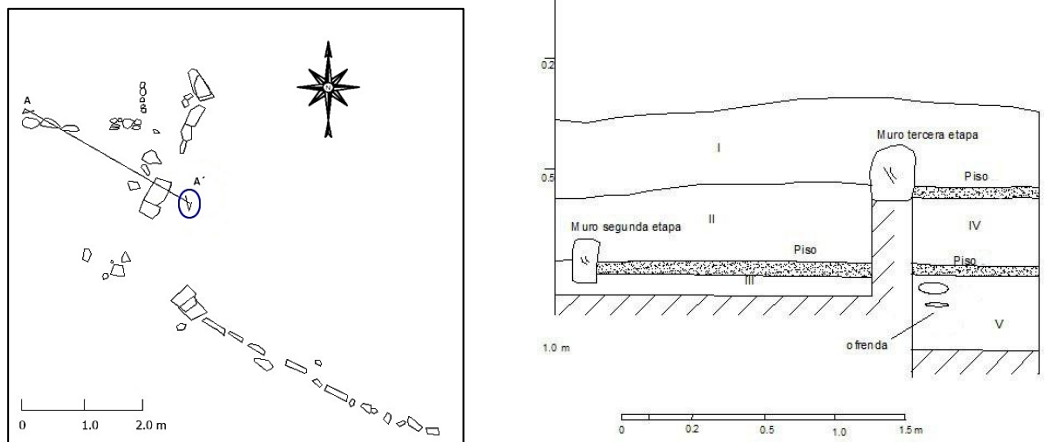 A
N
A´
0 1.0 2.0 m
0.2
0.5
1.0 m
I
Muro tercera etapa
Piso
II
IV
Muro segunda etapa
Piso
Piso
III
V
ofrenda
0 0.2 0.5 1.0 1.5 m